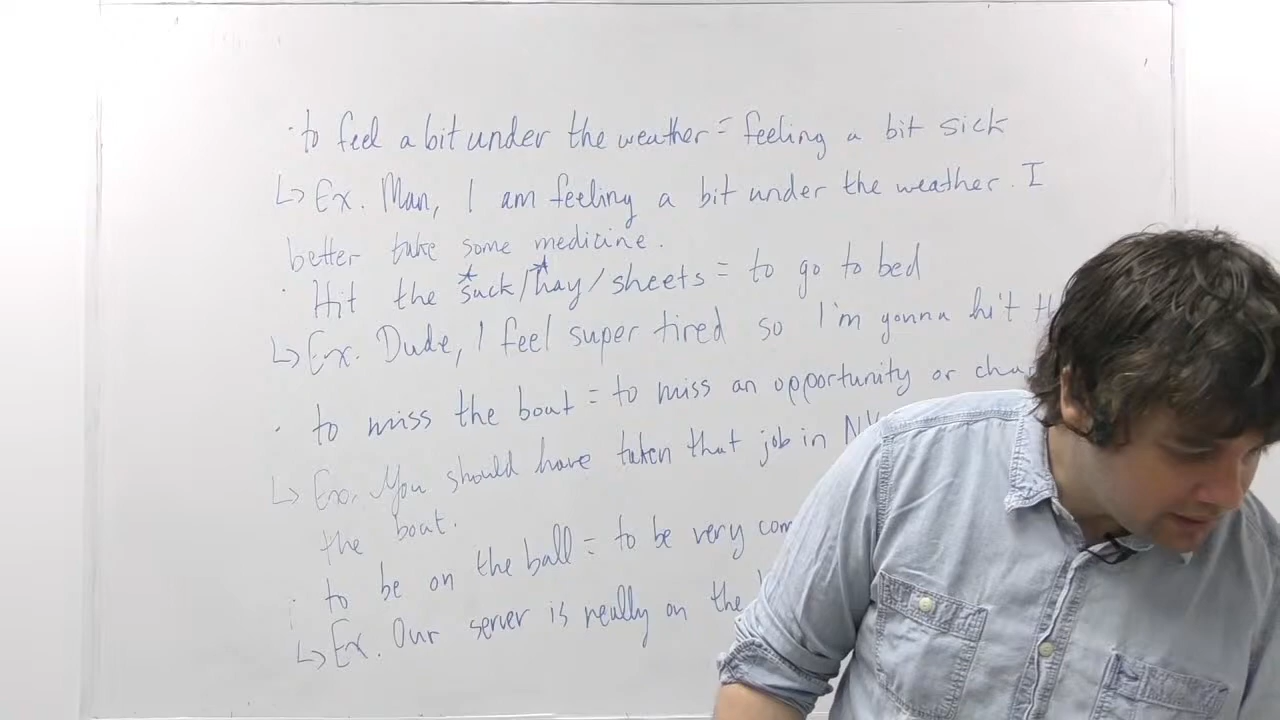 · to feel a bit under the weather = feeling a bit sick
↳ Ex. Man, I am feeling a bit under the weather. I
better take some medicine.
· Hit the sack/hay/sheets = to go to bed
↳ Ex. Dude, I feel super tired so I'm gonna hit
· to miss the boat = to miss an opportunity or
↳ Ex. You should have taken that job in
the boat.
· to be on the ball = to be very
↳ Ex. Our server is really on the